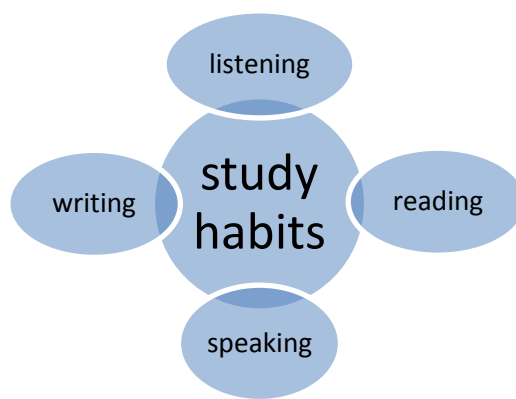 listening
study
habits
writing
reading
speaking